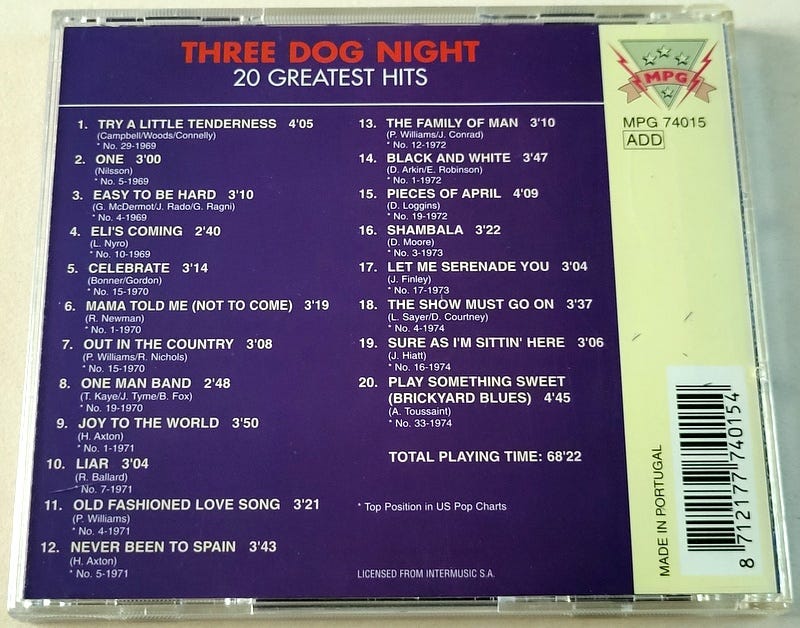 THREE DOG NIGHT
20 GREATEST HITS
1. TRY A LITTLE TENDERNESS 4'05
(Campbell/Woods/Connelly)
* No. 29-1969
2. ONE 3'00
(Nilsson)
* No. 5-1969
3. EASY TO BE HARD 3'10
(G. McDermot/J. Rado/G. Ragni)
* No. 4-1969
4. ELI'S COMING 2'40
(L. Nyro)
* No. 10-1969
5. CELEBRATE 3'14
(Bonner/Gordon)
* No. 15-1970
6. MAMA TOLD ME (NOT TO COME) 3'19
(R. Newman)
* No. 1-1970
7. OUT IN THE COUNTRY 3'08
(P. Williams/R. Nichols)
* No. 15-1970
8. ONE MAN BAND 2'48
(T. Kaye/J. Tyme/B. Fox)
* No. 19-1970
9. JOY TO THE WORLD 3'50
(H. Axton)
* No. 1-1971
10. LIAR 3'04
(R. Ballard)
* No. 7-1971
11. OLD FASHIONED LOVE SONG 3'21
(P. Williams)
* No. 4-1971
12. NEVER BEEN TO SPAIN 3'43
(H. Axton)
* No. 5-1971
13. THE FAMILY OF MAN 3'10
(P. Williams/J. Conrad)
* No. 12-1972
14. BLACK AND WHITE 3'47
(D. Arkin/E. Robinson)
* No. 1-1972
15. PIECES OF APRIL 4'09
(D. Loggins)
* No. 19-1972
16. SHAMBALA 3'22
(D. Moore)
* No. 3-1973
17. LET ME SERENADE YOU 3'04
(J. Finley)
* No. 17-1973
18. THE SHOW MUST GO ON 3'37
(L. Sayer/D. Courtney)
* No. 4-1974
19. SURE AS I'M SITTIN' HERE 3'06
(J. Hiatt)
* No. 16-1974
20. PLAY SOMETHING SWEET
(BRICKYARD BLUES) 4'45
(A. Toussaint)
* No. 33-1974
TOTAL PLAYING TIME: 68'22
* Top Position in US Pop Charts
LICENSED FROM INTERMUSIC S.A.
MPG
MPG 74015
ADD
MADE IN PORTUGAL
8 712177 740154